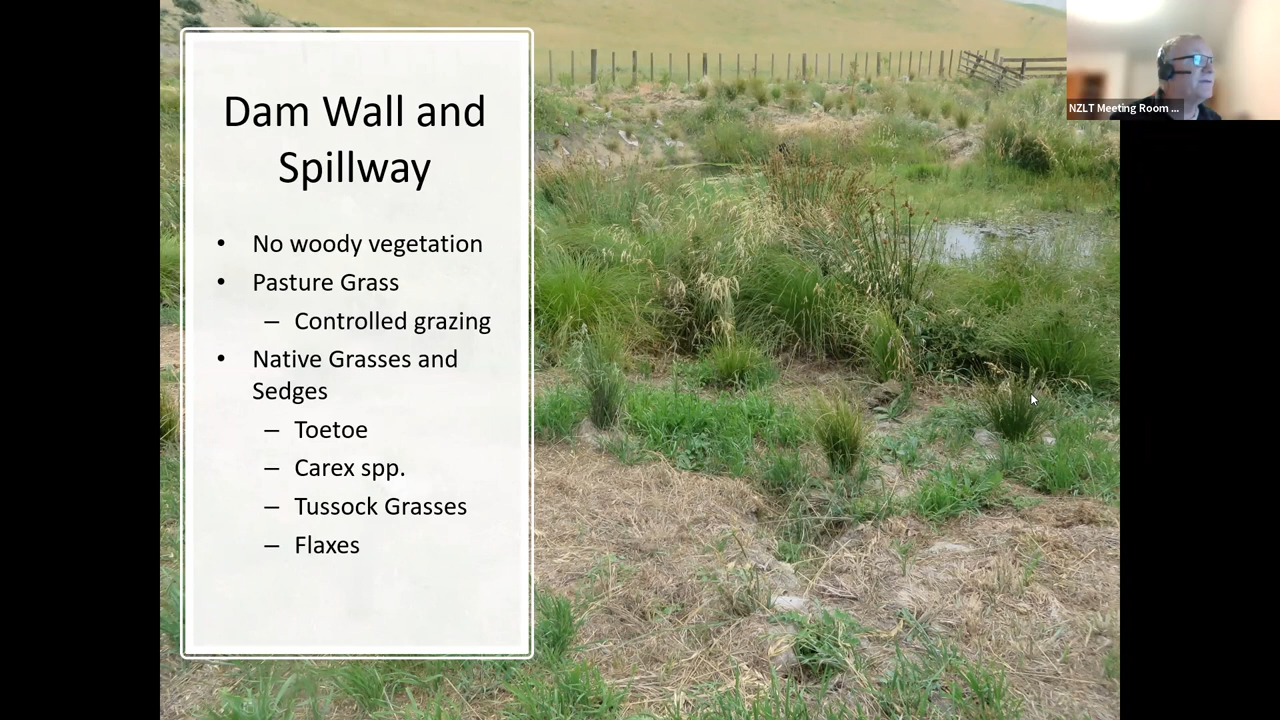 Dam Wall and
Spillway
• No woody vegetation
• Pasture Grass
– Controlled grazing
• Native Grasses and
Sedges
– Toetoe
– Carex spp.
– Tussock Grasses
– Flaxes
NZLT Meeting Room ...